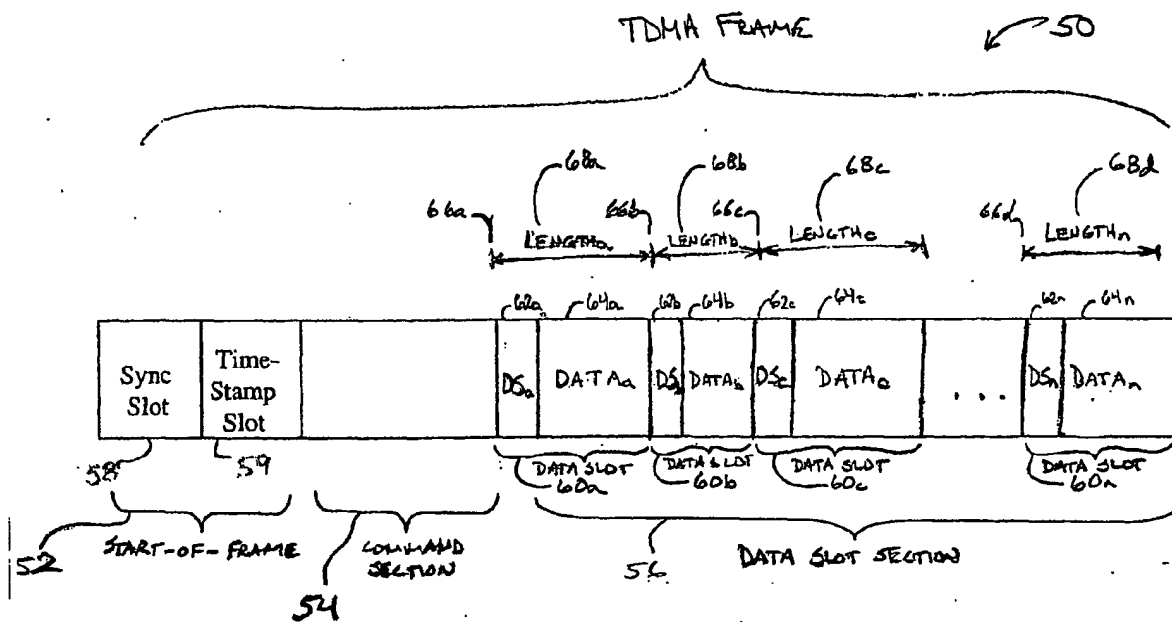 TDMA FRAME
50
68a 68b 68c 68d
66a 66b 66c 66d
LENGTHa LENGTHb LENGTHc LENGTHn
62a 64a 62b 64b 62c 64c 62n 64n
Sync Slot
Time-Stamp Slot
DSa DATAa DSb DATAb DSc DATAc ... DSn DATAn
58 59
DATA SLOT DATA SLOT DATA SLOT DATA SLOT
60a 60b 60c 60n
52 START-OF-FRAME
COMMAND SECTION
54
56 DATA SLOT SECTION